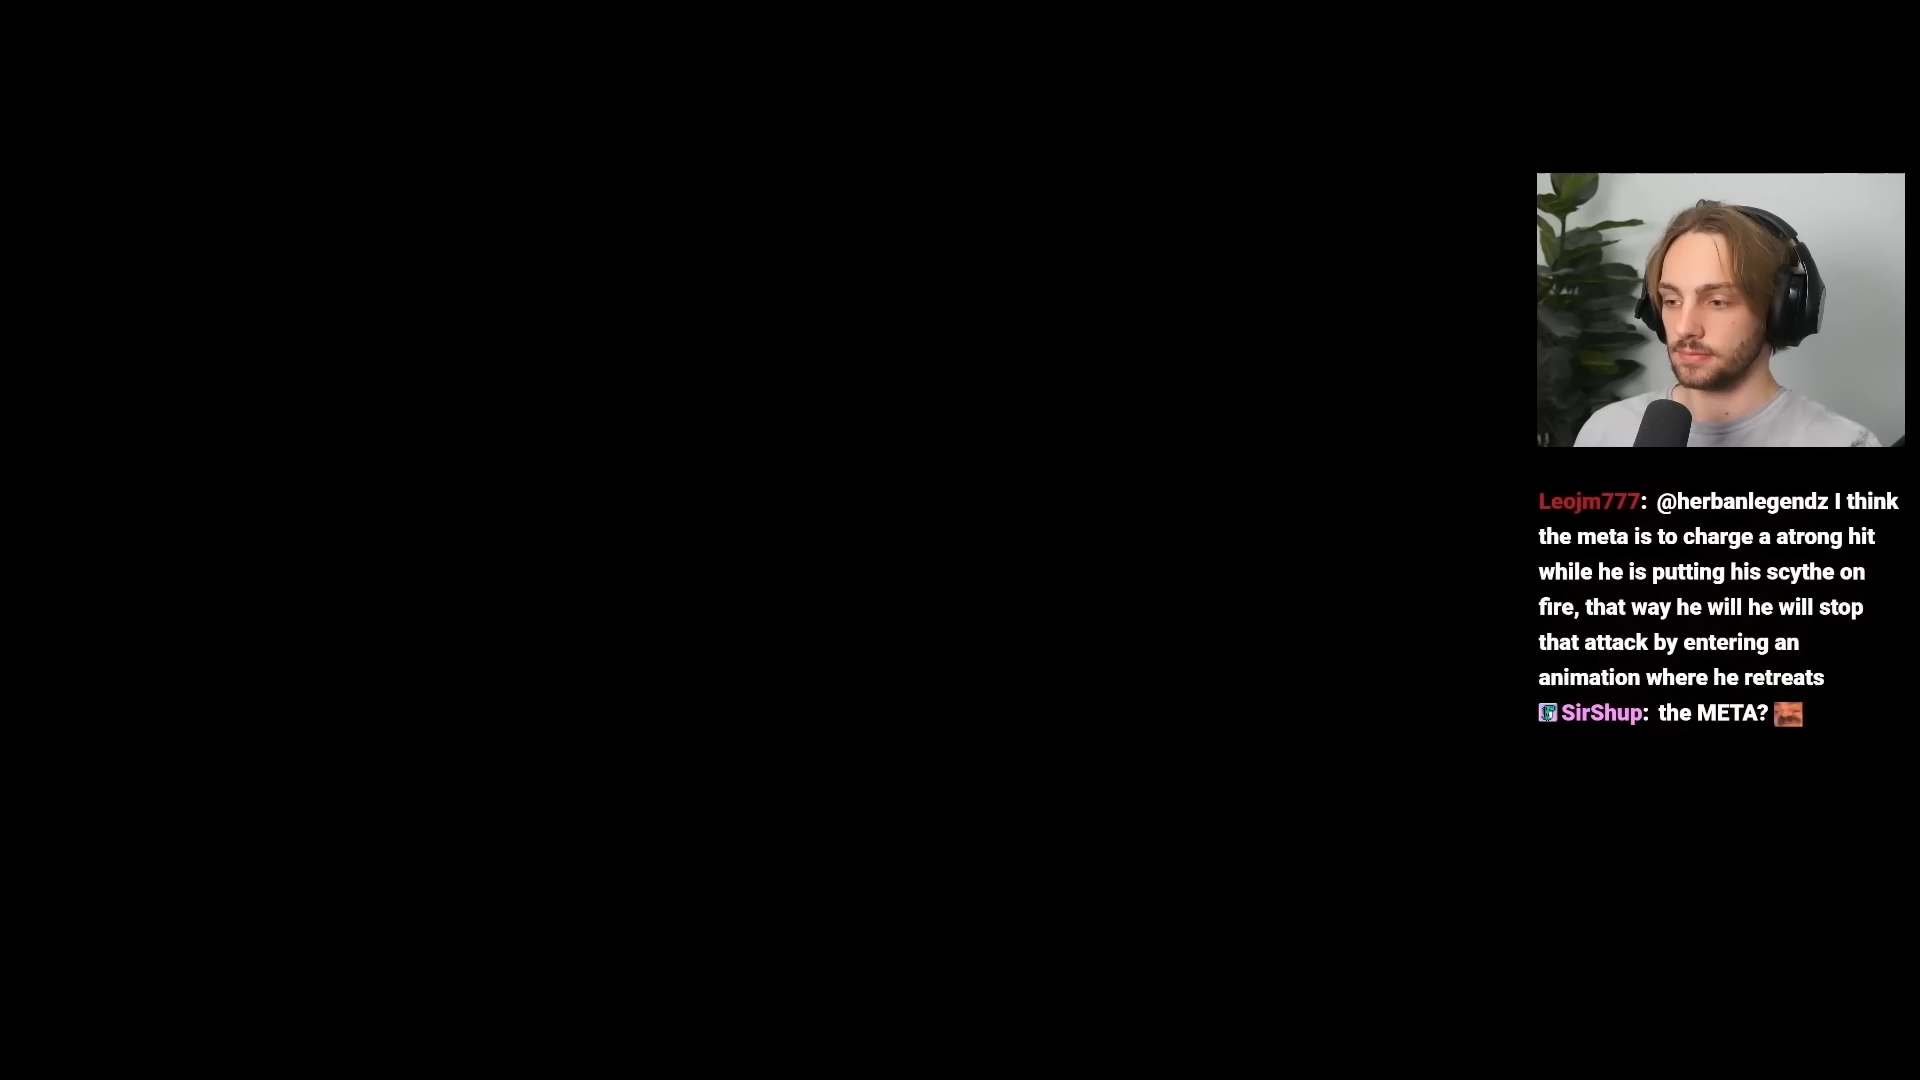 Leojm777: @herbanlegendz I think
the meta is to charge a atrong hit
while he is putting his scythe on
fire, that way he will he will stop
that attack by entering an
animation where he retreats
SirShup: the META?